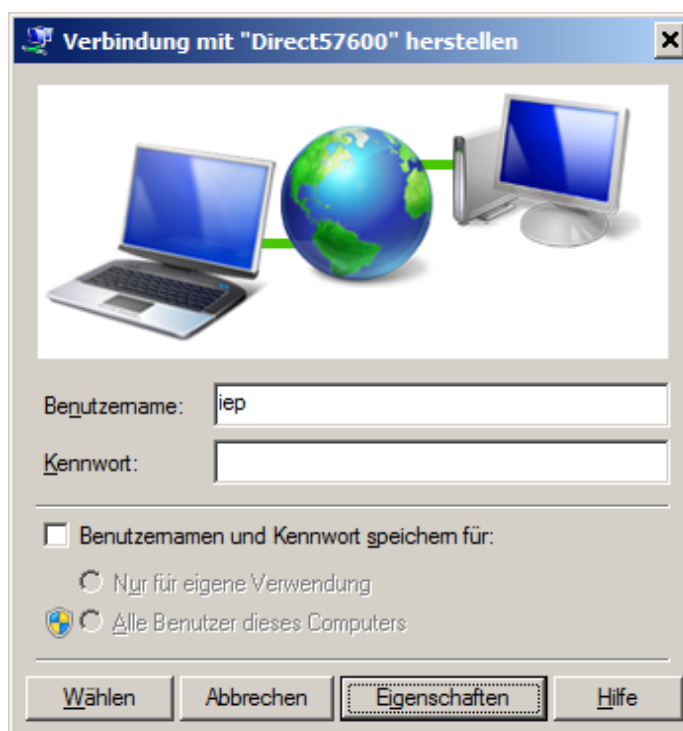 Verbindung mit "Direct57600" herstellen
Benutzername: iep
Kennwort:
Benutzernamen und Kennwort speichern für:
Nur für eigene Verwendung
Alle Benutzer dieses Computers
Wählen Abbrechen Eigenschaften Hilfe